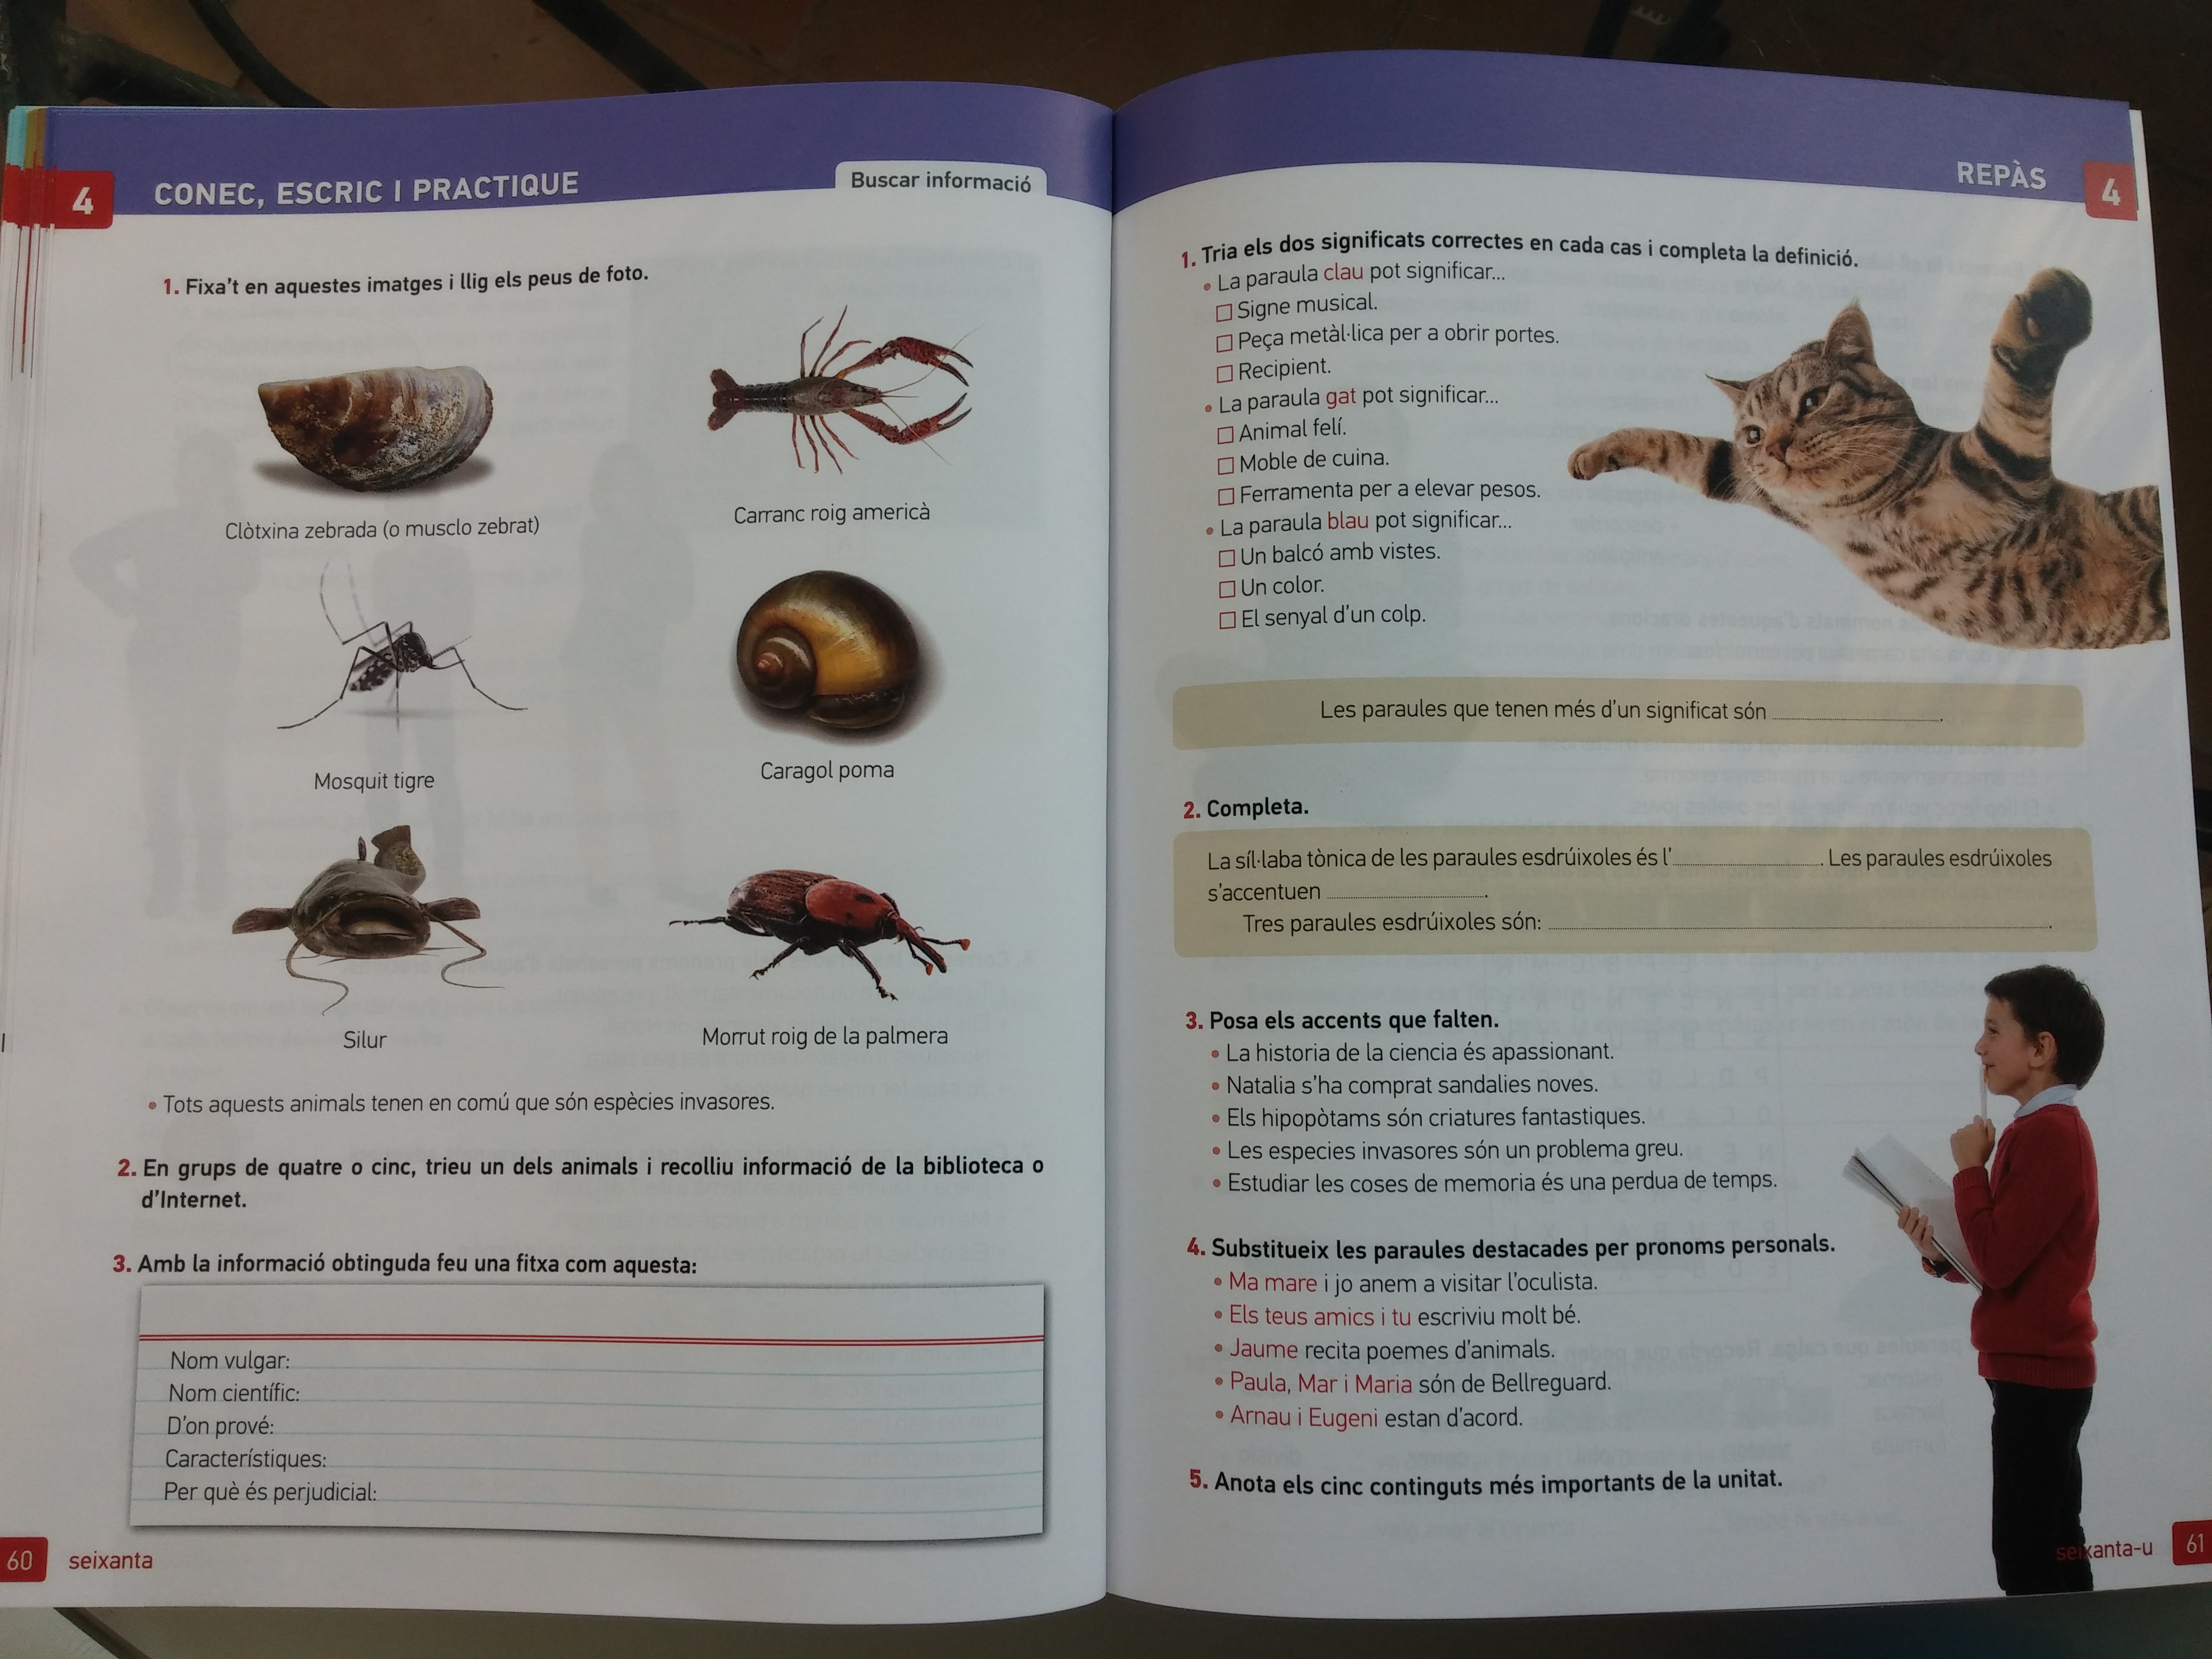 4
CONEC, ESCRIC I PRACTIQUE
Buscar informació
1. Fixa't en aquestes imatges i llig els peus de foto.
Clòtxina zebrada (o musclo zebrat)
Carranc roig americà
Mosquit tigre
Caragol poma
Silur
Morrut roig de la palmera
• Tots aquests animals tenen en comú que són espècies invasores.
2. En grups de quatre o cinc, trieu un dels animals i recolliu informació de la biblioteca o
d'Internet.
3. Amb la informació obtinguda feu una fitxa com aquesta:
Nom vulgar:
Nom científic:
D'on prové:
Característiques:
Per què és perjudicial:
60 seixanta
REPÀS
4
1. Tria els dos significats correctes en cada cas i completa la definició.
• La paraula clau pot significar...
Signe musical.
Peça metàl·lica per a obrir portes.
Recipient.
• La paraula gat pot significar...
Animal felí.
Moble de cuina.
Ferramenta per a elevar pesos.
• La paraula blau pot significar...
Un balcó amb vistes.
Un color.
El senyal d'un colp.
Les paraules que tenen més d'un significat són ....................
2. Completa.
La síl·laba tònica de les paraules esdrúixoles és l'.................... . Les paraules esdrúixoles
s'accentuen .................... .
Tres paraules esdrúixoles són: .................... .
3. Posa els accents que falten.
• La historia de la ciencia és apassionant.
• Natalia s'ha comprat sandalies noves.
• Els hipopòtams són criatures fantastiques.
• Les especies invasores són un problema greu.
• Estudiar les coses de memoria és una perdua de temps.
4. Substitueix les paraules destacades per pronoms personals.
• Ma mare i jo anem a visitar l'oculista.
• Els teus amics i tu escriviu molt bé.
• Jaume recita poemes d'animals.
• Paula, Mar i Maria són de Bellreguard.
• Arnau i Eugeni estan d'acord.
5. Anota els cinc continguts més importants de la unitat.
seixanta-u 61